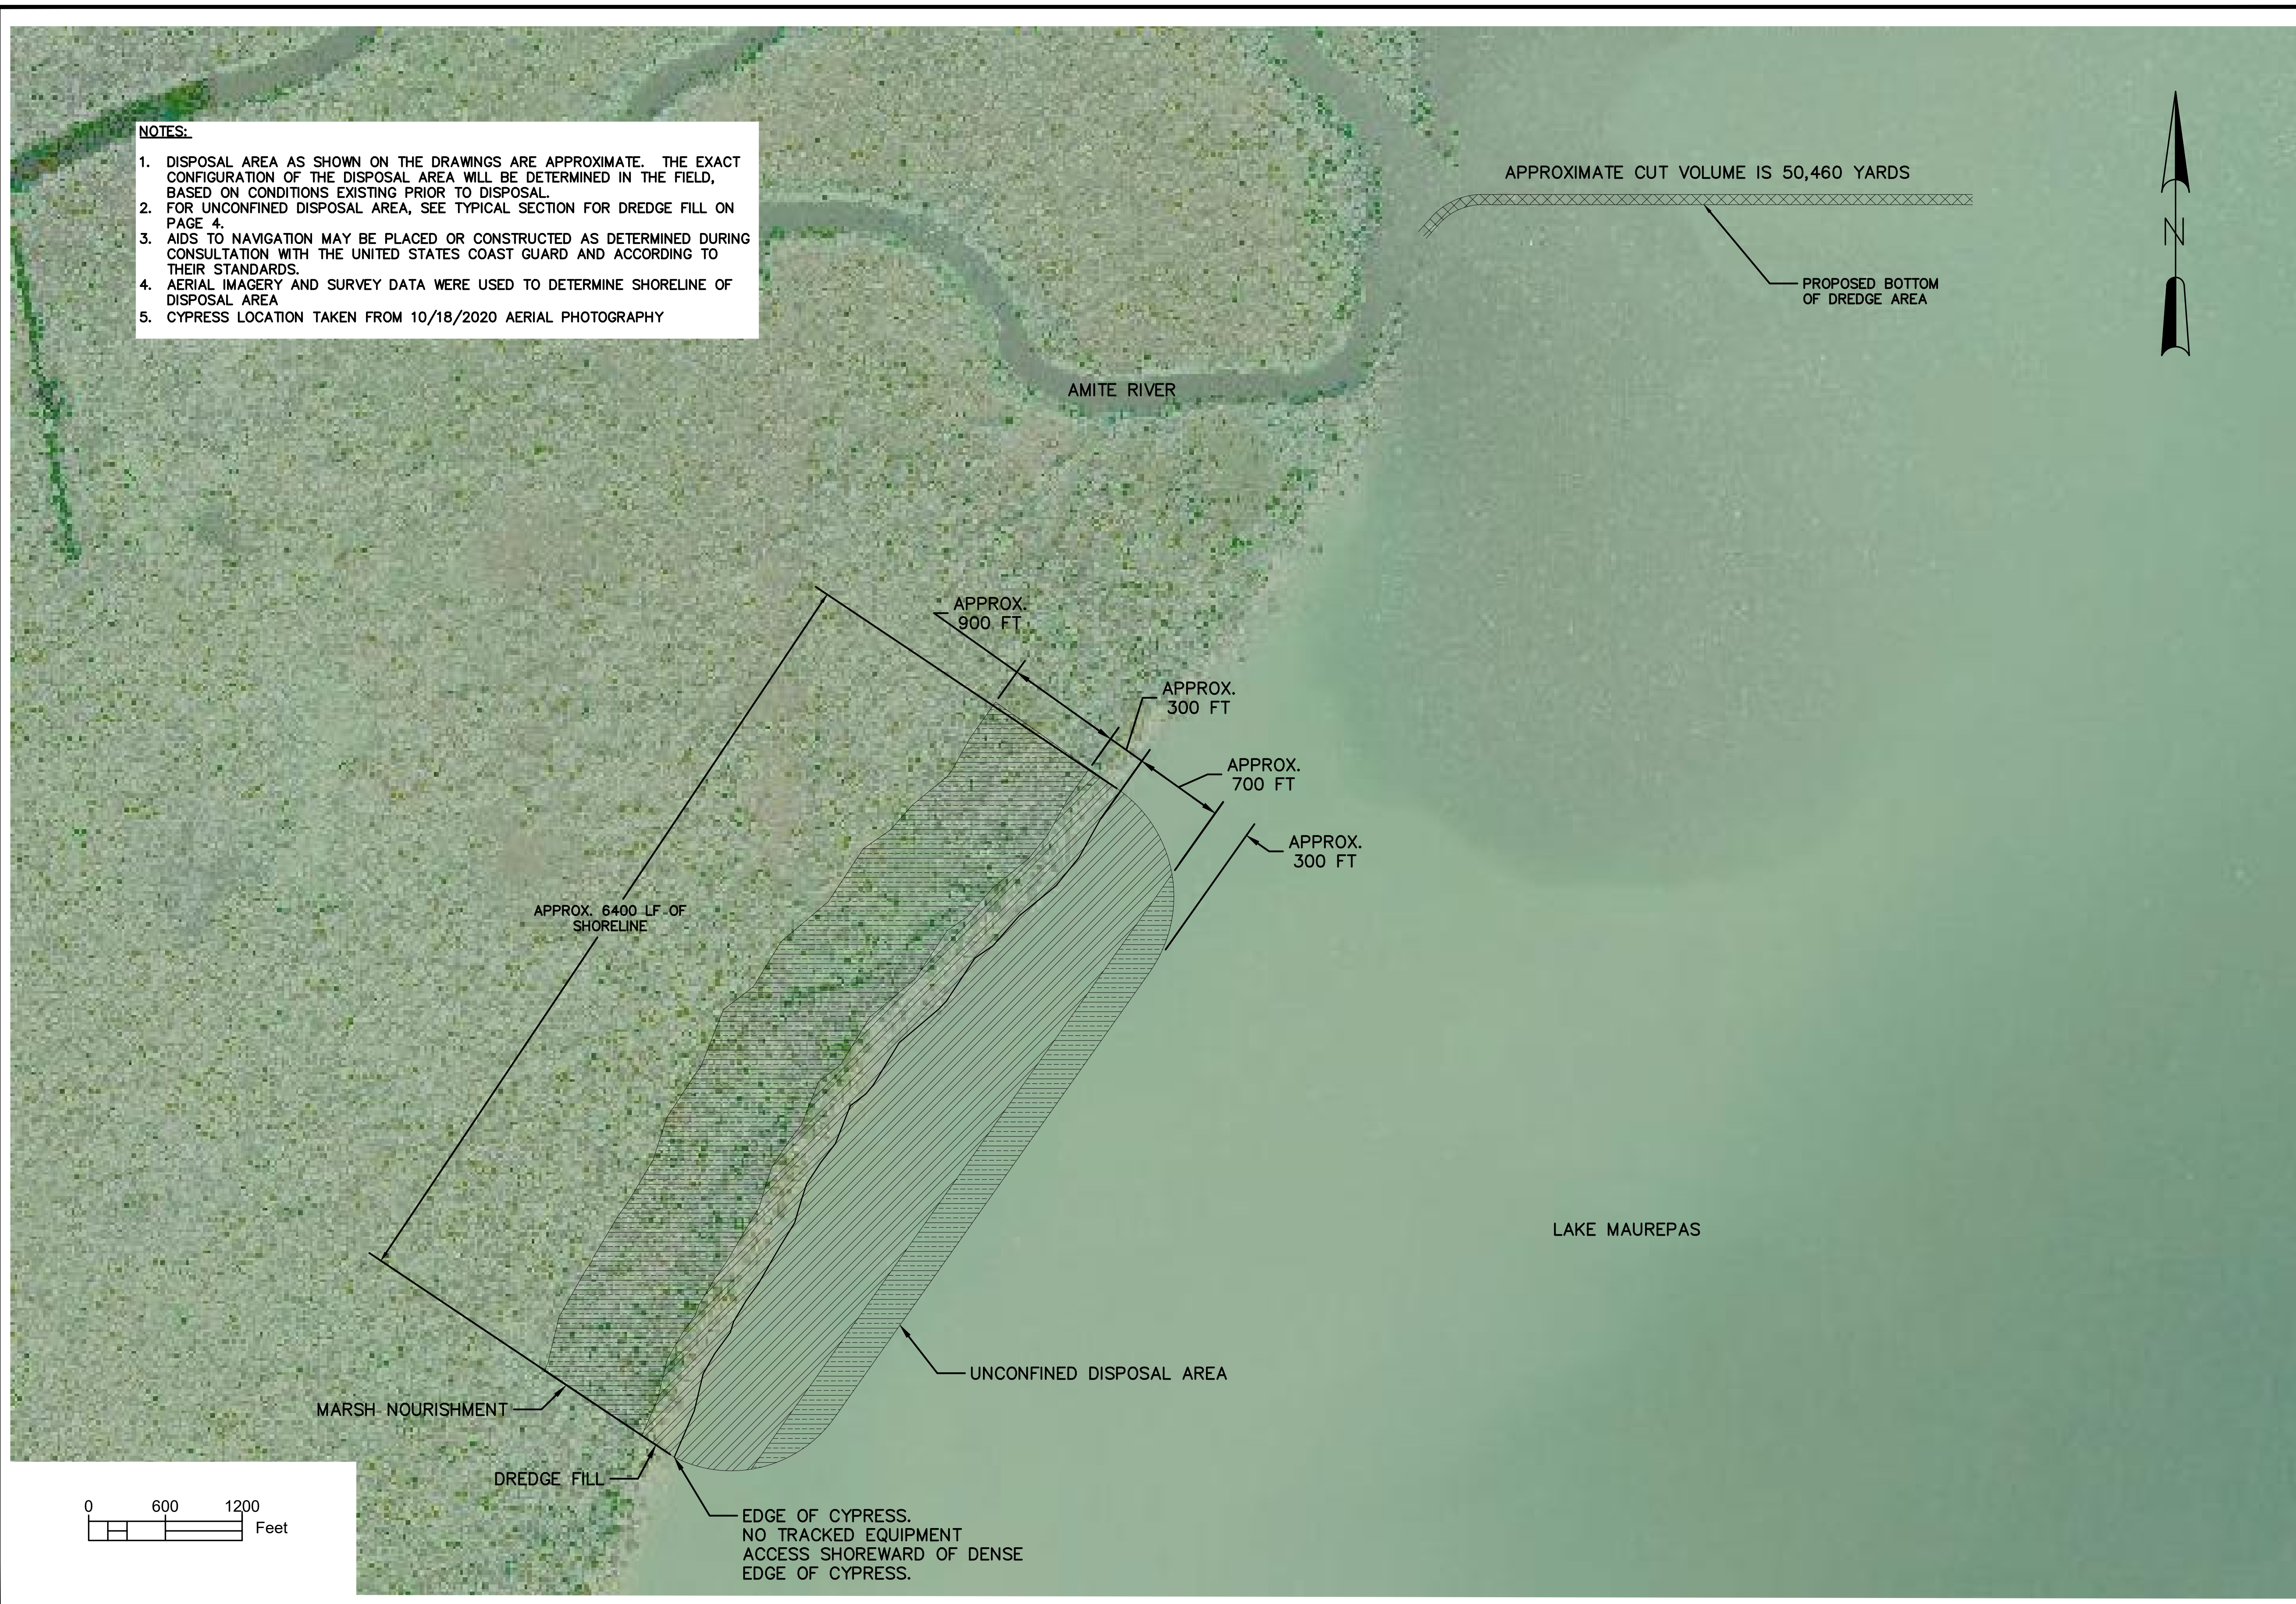 NOTES:
1. DISPOSAL AREA AS SHOWN ON THE DRAWINGS ARE APPROXIMATE. THE EXACT
CONFIGURATION OF THE DISPOSAL AREA WILL BE DETERMINED IN THE FIELD,
BASED ON CONDITIONS EXISTING PRIOR TO DISPOSAL.
2. FOR UNCONFINED DISPOSAL AREA, SEE TYPICAL SECTION FOR DREDGE FILL ON
PAGE 4.
3. AIDS TO NAVIGATION MAY BE PLACED OR CONSTRUCTED AS DETERMINED DURING
CONSULTATION WITH THE UNITED STATES COAST GUARD AND ACCORDING TO
THEIR STANDARDS.
4. AERIAL IMAGERY AND SURVEY DATA WERE USED TO DETERMINE SHORELINE OF
DISPOSAL AREA
5. CYPRESS LOCATION TAKEN FROM 10/18/2020 AERIAL PHOTOGRAPHY
APPROXIMATE CUT VOLUME IS 50,460 YARDS
N
PROPOSED BOTTOM
OF DREDGE AREA
AMITE RIVER
APPROX.
900 FT
APPROX.
300 FT
APPROX.
700 FT
APPROX.
300 FT
APPROX. 6400 LF OF
SHORELINE
LAKE MAUREPAS
UNCONFINED DISPOSAL AREA
MARSH NOURISHMENT
DREDGE FILL
EDGE OF CYPRESS.
NO TRACKED EQUIPMENT
ACCESS SHOREWARD OF DENSE
EDGE OF CYPRESS.
0 600 1200
Feet